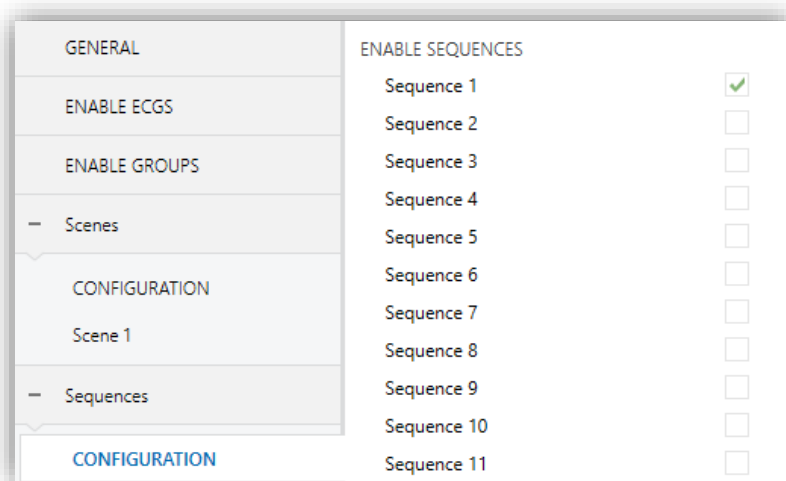 GENERAL
ENABLE ECGS
ENABLE GROUPS
Scenes
CONFIGURATION
Scene 1
Sequences
CONFIGURATION
ENABLE SEQUENCES
Sequence 1
Sequence 2
Sequence 3
Sequence 4
Sequence 5
Sequence 6
Sequence 7
Sequence 8
Sequence 9
Sequence 10
Sequence 11